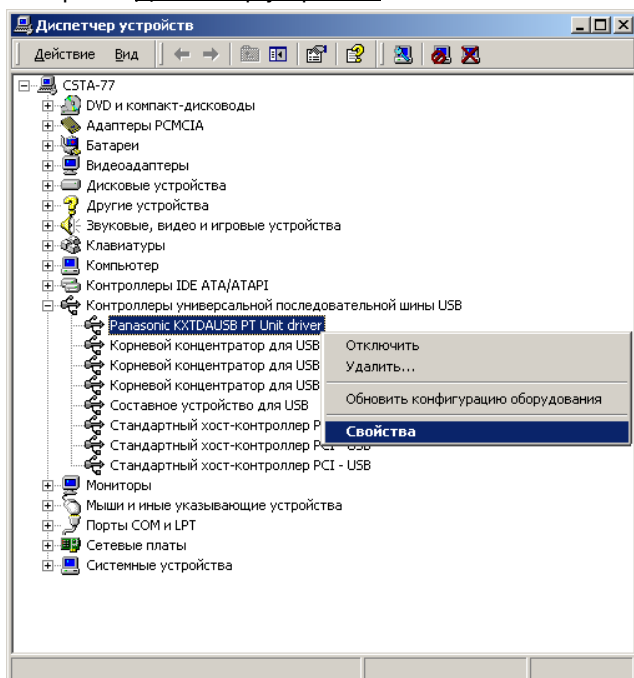 Диспетчер устройств
Действие Вид
CSTA-77
DVD и компакт-дисководы
Адаптеры PCMCIA
Батареи
Видеоадаптеры
Дисковые устройства
Другие устройства
Звуковые, видео и игровые устройства
Клавиатуры
Компьютер
Контроллеры IDE ATA/ATAPI
Контроллеры универсальной последовательной шины USB
Panasonic KXTDAUSB PT Unit driver
Корневой концентратор для USB
Корневой концентратор для USB
Корневой концентратор для USB
Составное устройство для USB
Стандартный хост-контроллер P
Стандартный хост-контроллер PCI - USB
Стандартный хост-контроллер PCI - USB
Отключить
Удалить...
Обновить конфигурацию оборудования
Свойства
Мониторы
Мыши и иные указывающие устройства
Порты COM и LPT
Сетевые платы
Системные устройства